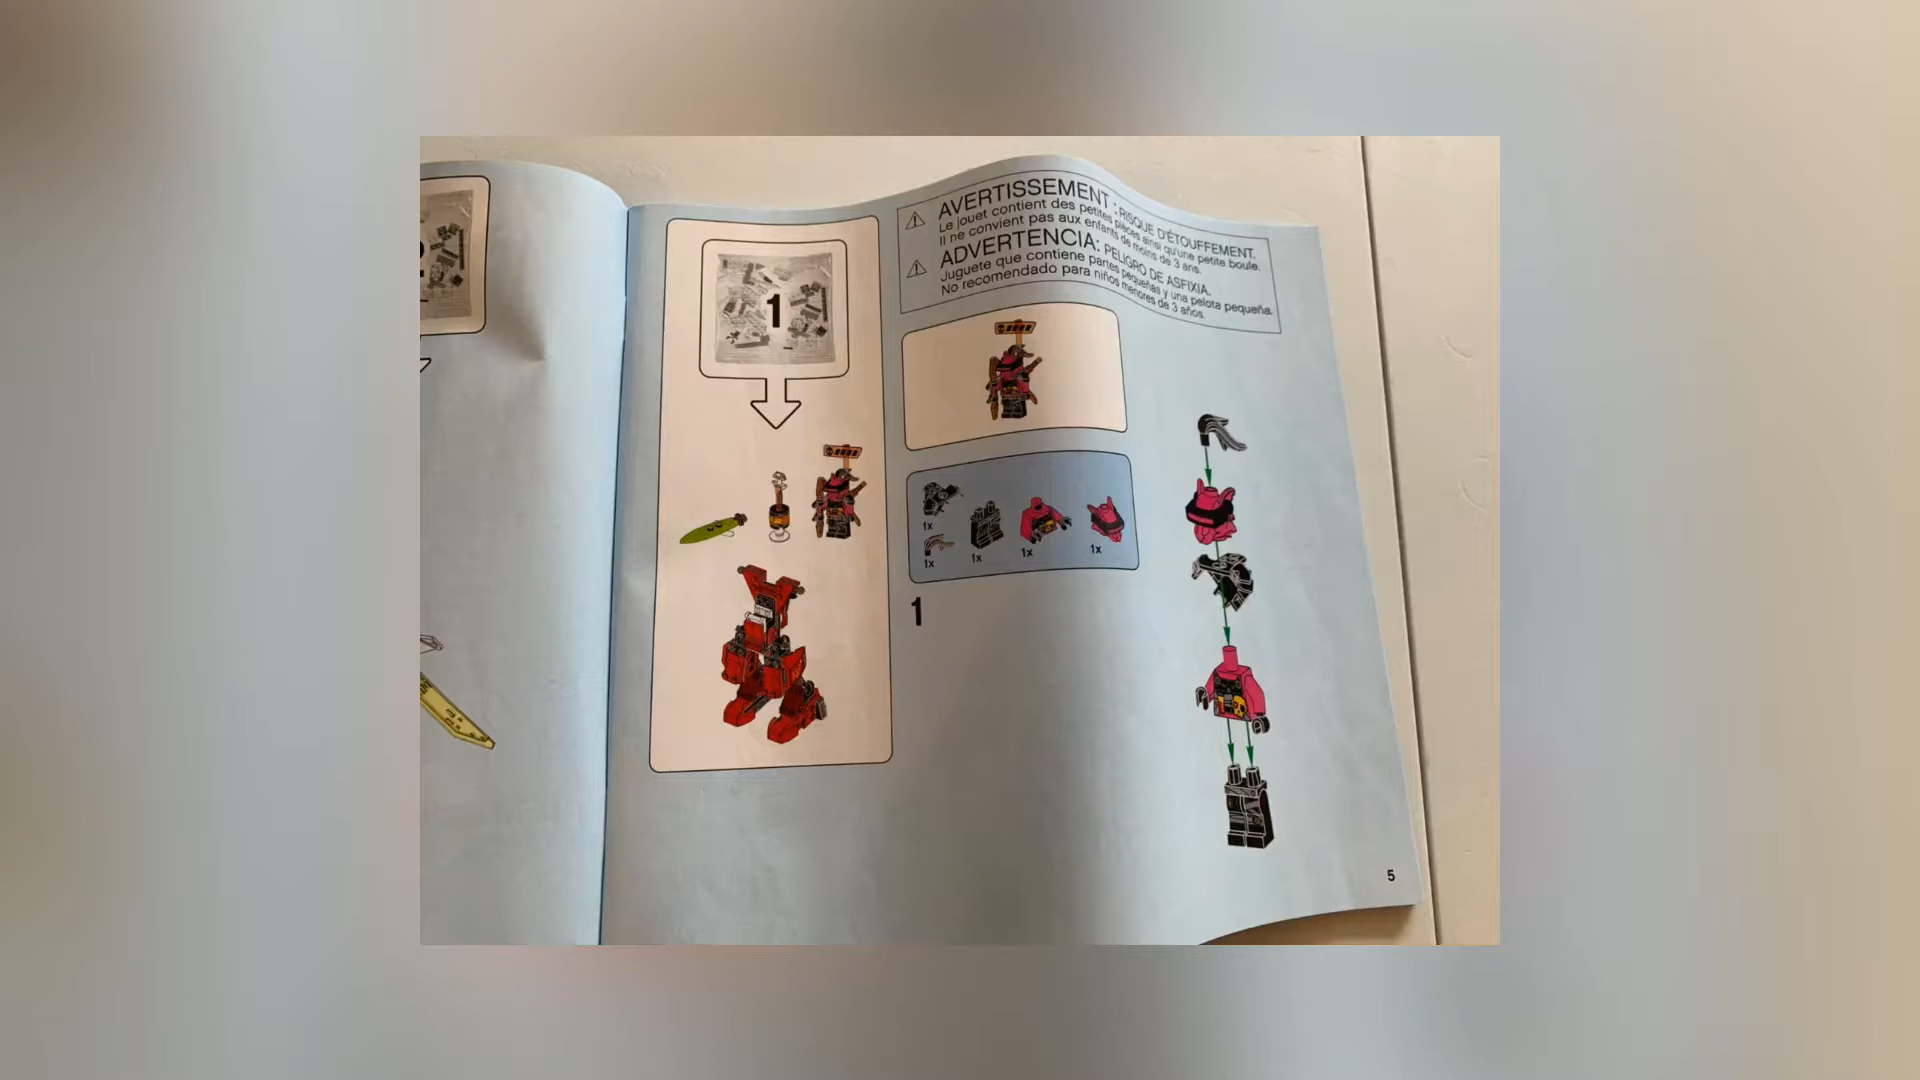 1
AVERTISSEMENT : RISQUE D'ÉTOUFFEMENT.
Le jouet contient des petites pièces ainsi qu'une petite boule.
Il ne convient pas aux enfants de moins de 3 ans.
ADVERTENCIA: PELIGRO DE ASFIXIA.
Juguete que contiene partes pequeñas y una pelota pequeña.
No recomendado para niños menores de 3 años.
1x
1x
1x
1x
1x
1
5